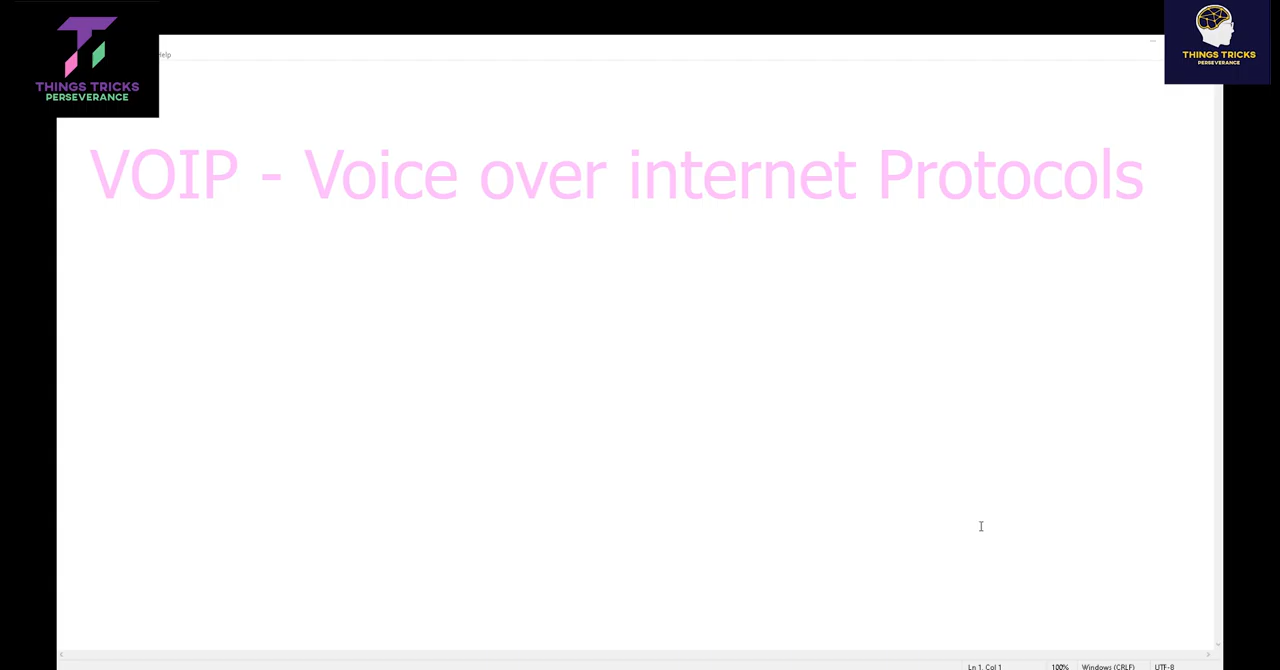 THINGS TRICKS
PERSEVERANCE
Help
THINGS TRICKS
PERSEVERANCE
VOIP - Voice over internet Protocols
Ln 1, Col 1
100%
Windows (CRLF)
UTF-8